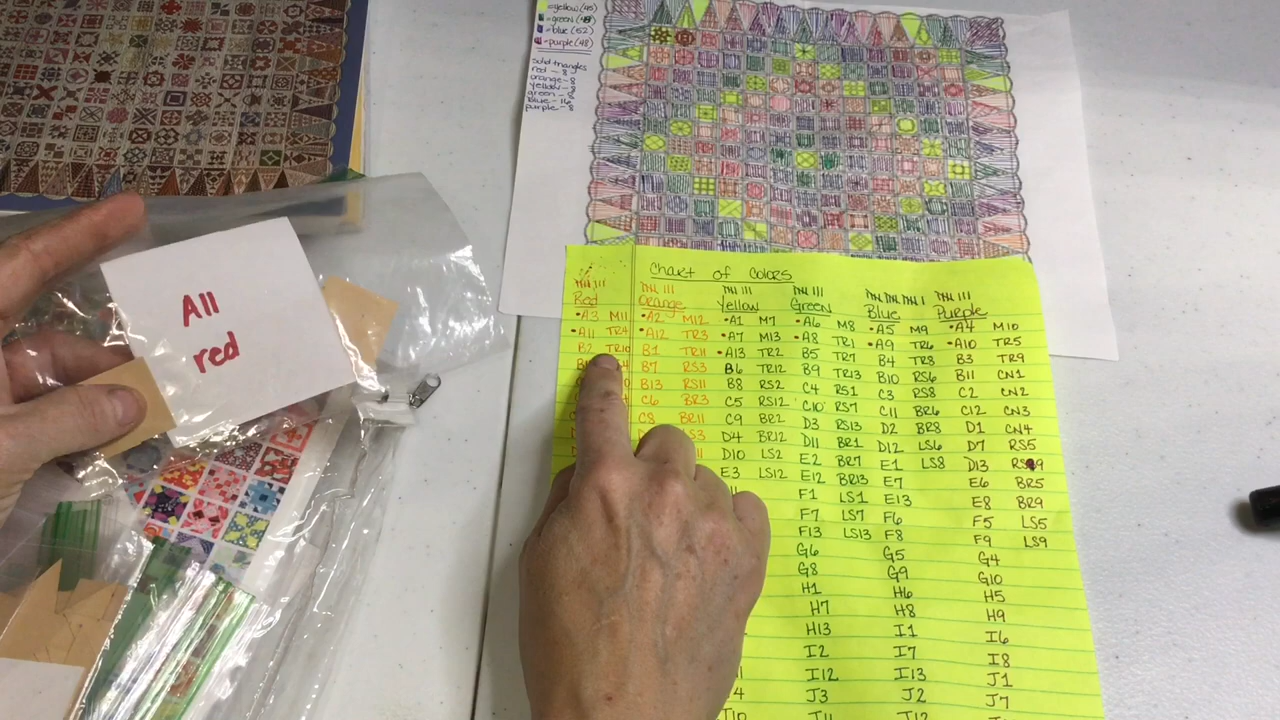 =yellow (45)
=green (48)
=blue (52)
=purple (48)
solid triangles
red - 8
orange - 8
yellow - 8
green - 8
blue - 16
purple - 8
All
red
Chart of Colors
Red Orange Yellow Green Blue Purple
•A3 M11 •A2 M12 •A1 M7 •A6 M8 •A5 M9 •A4 M10
•A11 TR4 •A12 TR3 •A7 M13 •A8 TR1 •A9 TR6 •A10 TR5
B2 TR10 B1 TR11 •A13 TR2 B5 TR7 B4 TR8 B3 TR9
B7 RS3 B6 TR12 B9 TR13 B10 RS6 B11 CN1
B13 RS11 B8 RS2 C4 RS1 C3 RS8 C2 CN2
C6 BR3 C5 RS12 C10 RS7 C11 BR6 C12 CN3
C8 BR11 C9 BR2 D3 RS13 D2 BR8 D1 CN4
D4 BR12 D11 BR1 D12 LS6 D7 RS5
D10 LS2 E2 BR7 E1 LS8 D13 RS9
E3 LS12 E12 BR13 E7 E6 BR5
F1 LS1 E13 E8 BR9
F7 LS7 F6 F5 LS5
F13 LS13 F8 F9 LS9
G6 G5 G4
G8 G9 G10
H1 H6 H5
H7 H8 H9
H13 I1 I6
I2 I7 I8
I12 I13 J1
J3 J2 J7
J12